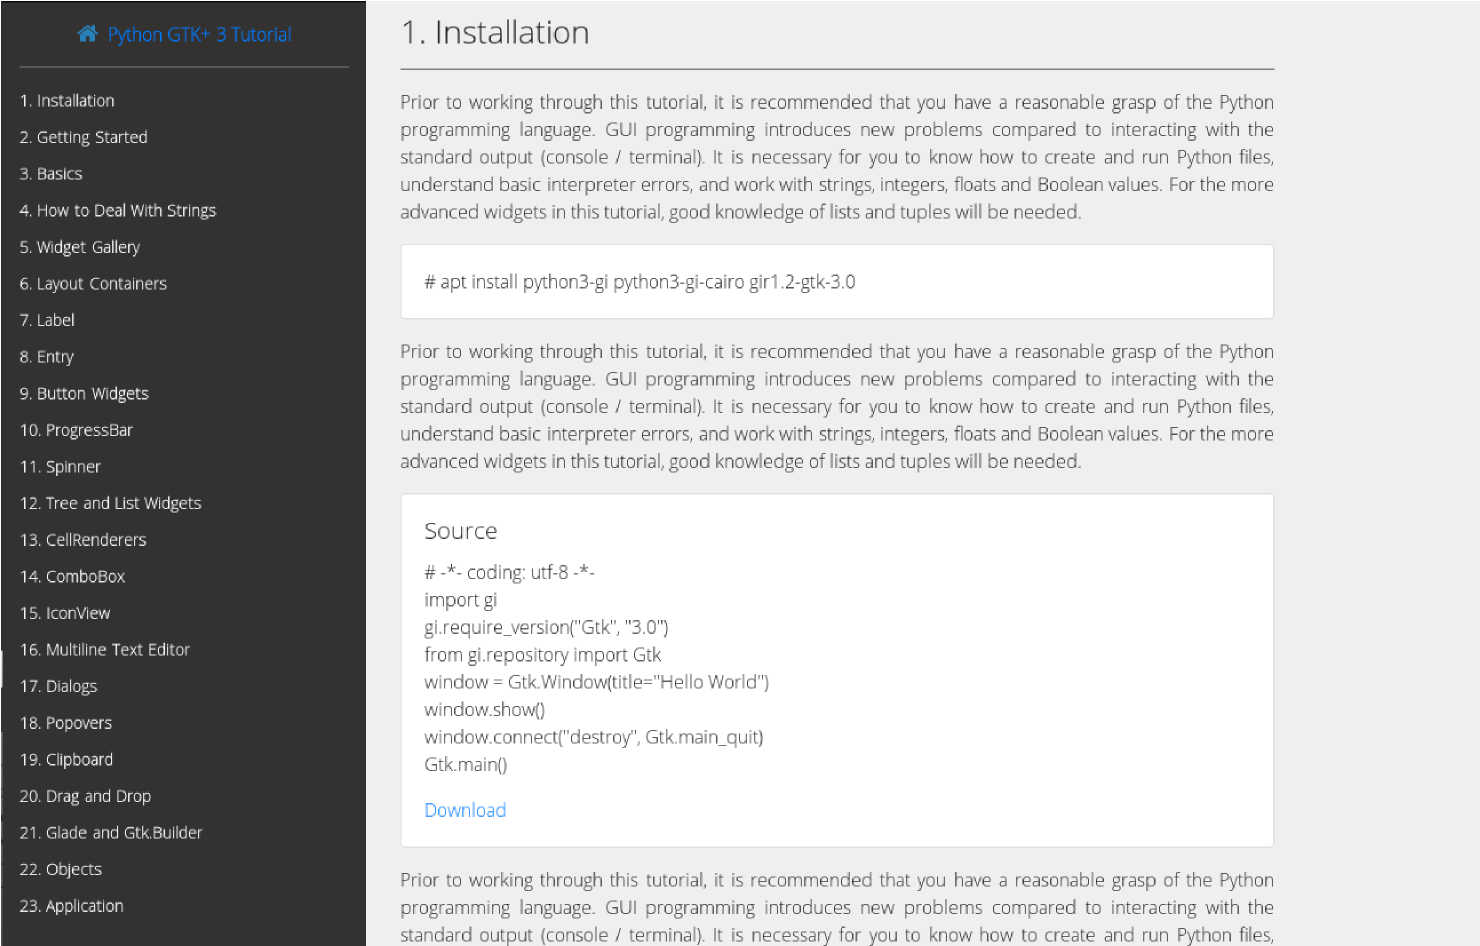 Python GTK+ 3 Tutorial
1. Installation
2. Getting Started
3. Basics
4. How to Deal With Strings
5. Widget Gallery
6. Layout Containers
7. Label
8. Entry
9. Button Widgets
10. ProgressBar
11. Spinner
12. Tree and List Widgets
13. CellRenderers
14. ComboBox
15. IconView
16. Multiline Text Editor
17. Dialogs
18. Popovers
19. Clipboard
20. Drag and Drop
21. Glade and Gtk.Builder
22. Objects
23. Application
1. Installation
Prior to working through this tutorial, it is recommended that you have a reasonable grasp of the Python
programming language. GUI programming introduces new problems compared to interacting with the
standard output (console / terminal). It is necessary for you to know how to create and run Python files,
understand basic interpreter errors, and work with strings, integers, floats and Boolean values. For the more
advanced widgets in this tutorial, good knowledge of lists and tuples will be needed.
# apt install python3-gi python3-gi-cairo gir1.2-gtk-3.0
Prior to working through this tutorial, it is recommended that you have a reasonable grasp of the Python
programming language. GUI programming introduces new problems compared to interacting with the
standard output (console / terminal). It is necessary for you to know how to create and run Python files,
understand basic interpreter errors, and work with strings, integers, floats and Boolean values. For the more
advanced widgets in this tutorial, good knowledge of lists and tuples will be needed.
Source
# -*- coding: utf-8 -*-
import gi
gi.require_version("Gtk", "3.0")
from gi.repository import Gtk
window = Gtk.Window(title="Hello World")
window.show()
window.connect("destroy", Gtk.main_quit)
Gtk.main()
Download
Prior to working through this tutorial, it is recommended that you have a reasonable grasp of the Python
programming language. GUI programming introduces new problems compared to interacting with the
standard output (console / terminal). It is necessary for you to know how to create and run Python files,